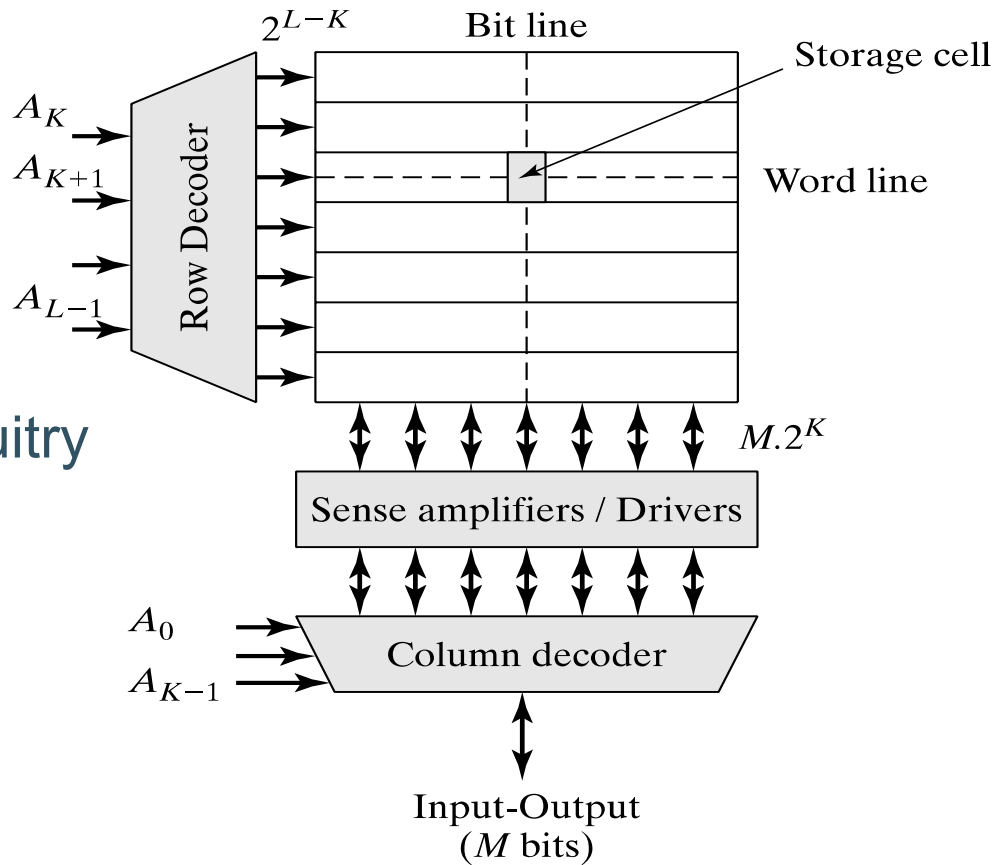 2^{L−K}
Bit line
Storage cell
A_K
A_{K+1}
A_{L−1}
Row Decoder
Word line
uitry
M.2^K
Sense amplifiers / Drivers
A_0
A_{K−1}
Column decoder
Input-Output
(M bits)